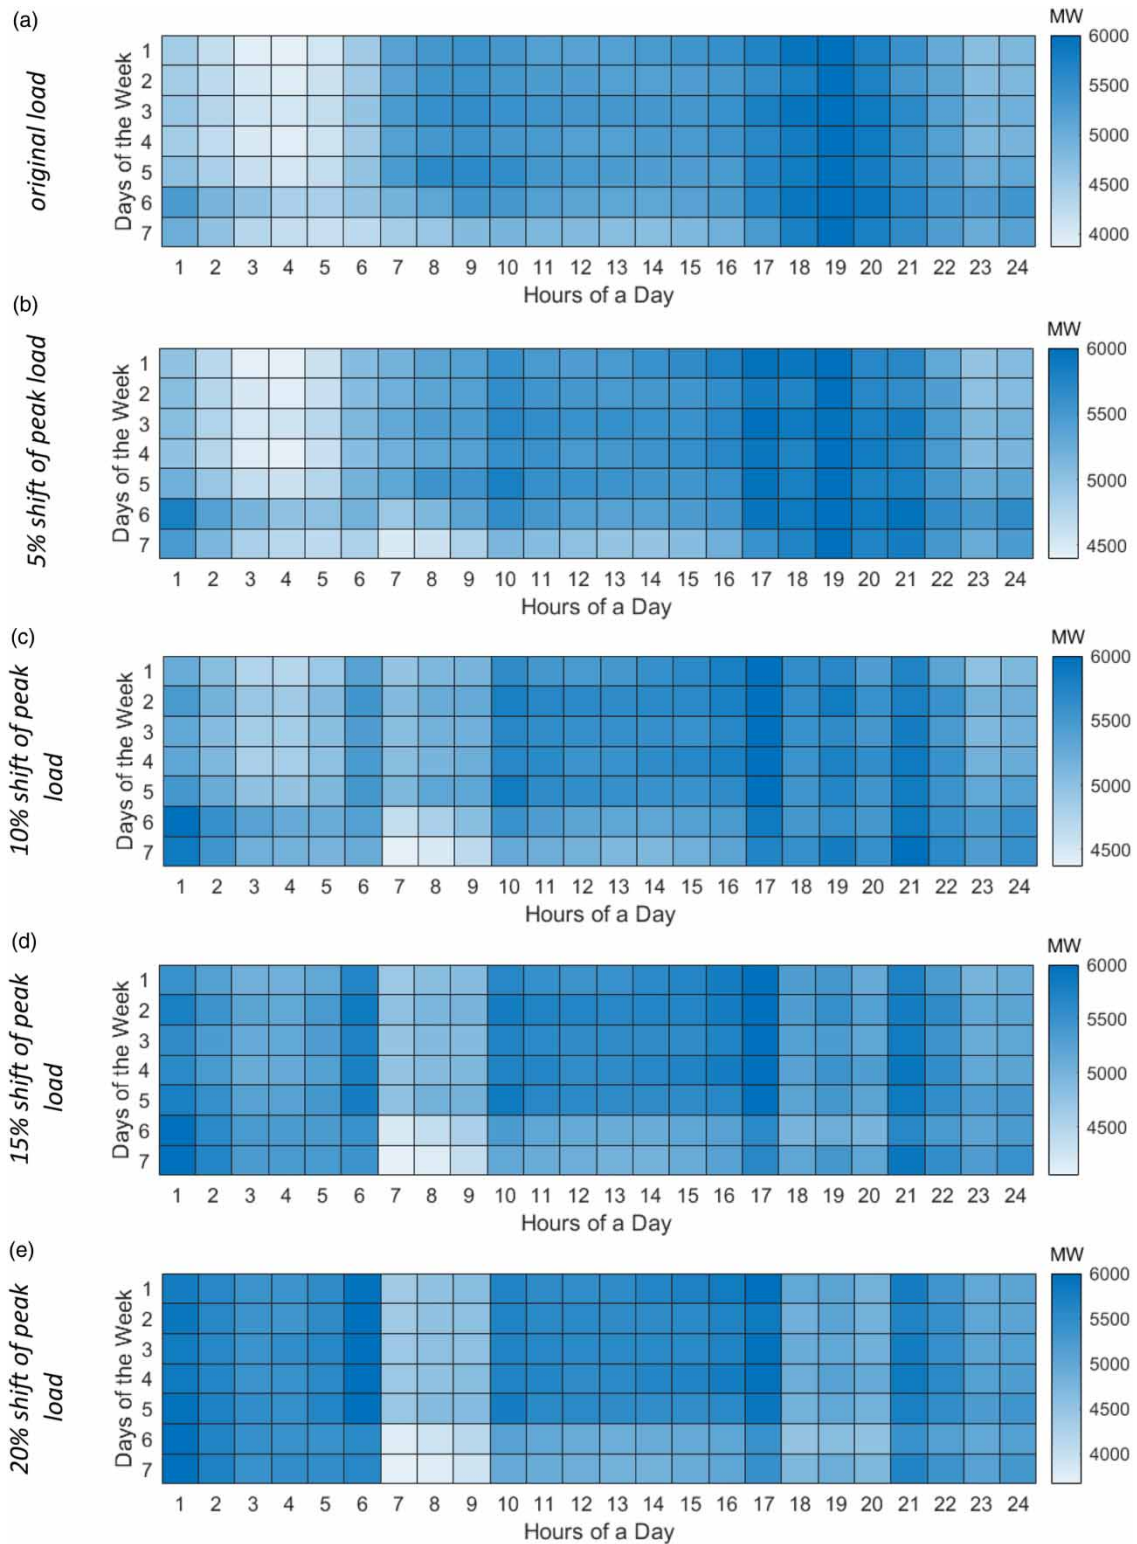 (a)
MW
original load
Days of the Week
1
2
3
4
5
6
7
6000
5500
5000
4500
4000
1 2 3 4 5 6 7 8 9 10 11 12 13 14 15 16 17 18 19 20 21 22 23 24
Hours of a Day
(b)
MW
5% shift of peak load
Days of the Week
1
2
3
4
5
6
7
6000
5500
5000
4500
1 2 3 4 5 6 7 8 9 10 11 12 13 14 15 16 17 18 19 20 21 22 23 24
Hours of a Day
(c)
MW
10% shift of peak
load
Days of the Week
1
2
3
4
5
6
7
6000
5500
5000
4500
1 2 3 4 5 6 7 8 9 10 11 12 13 14 15 16 17 18 19 20 21 22 23 24
Hours of a Day
(d)
MW
15% shift of peak
load
Days of the Week
1
2
3
4
5
6
7
6000
5500
5000
4500
1 2 3 4 5 6 7 8 9 10 11 12 13 14 15 16 17 18 19 20 21 22 23 24
Hours of a Day
(e)
MW
20% shift of peak
load
Days of the Week
1
2
3
4
5
6
7
6000
5500
5000
4500
4000
1 2 3 4 5 6 7 8 9 10 11 12 13 14 15 16 17 18 19 20 21 22 23 24
Hours of a Day